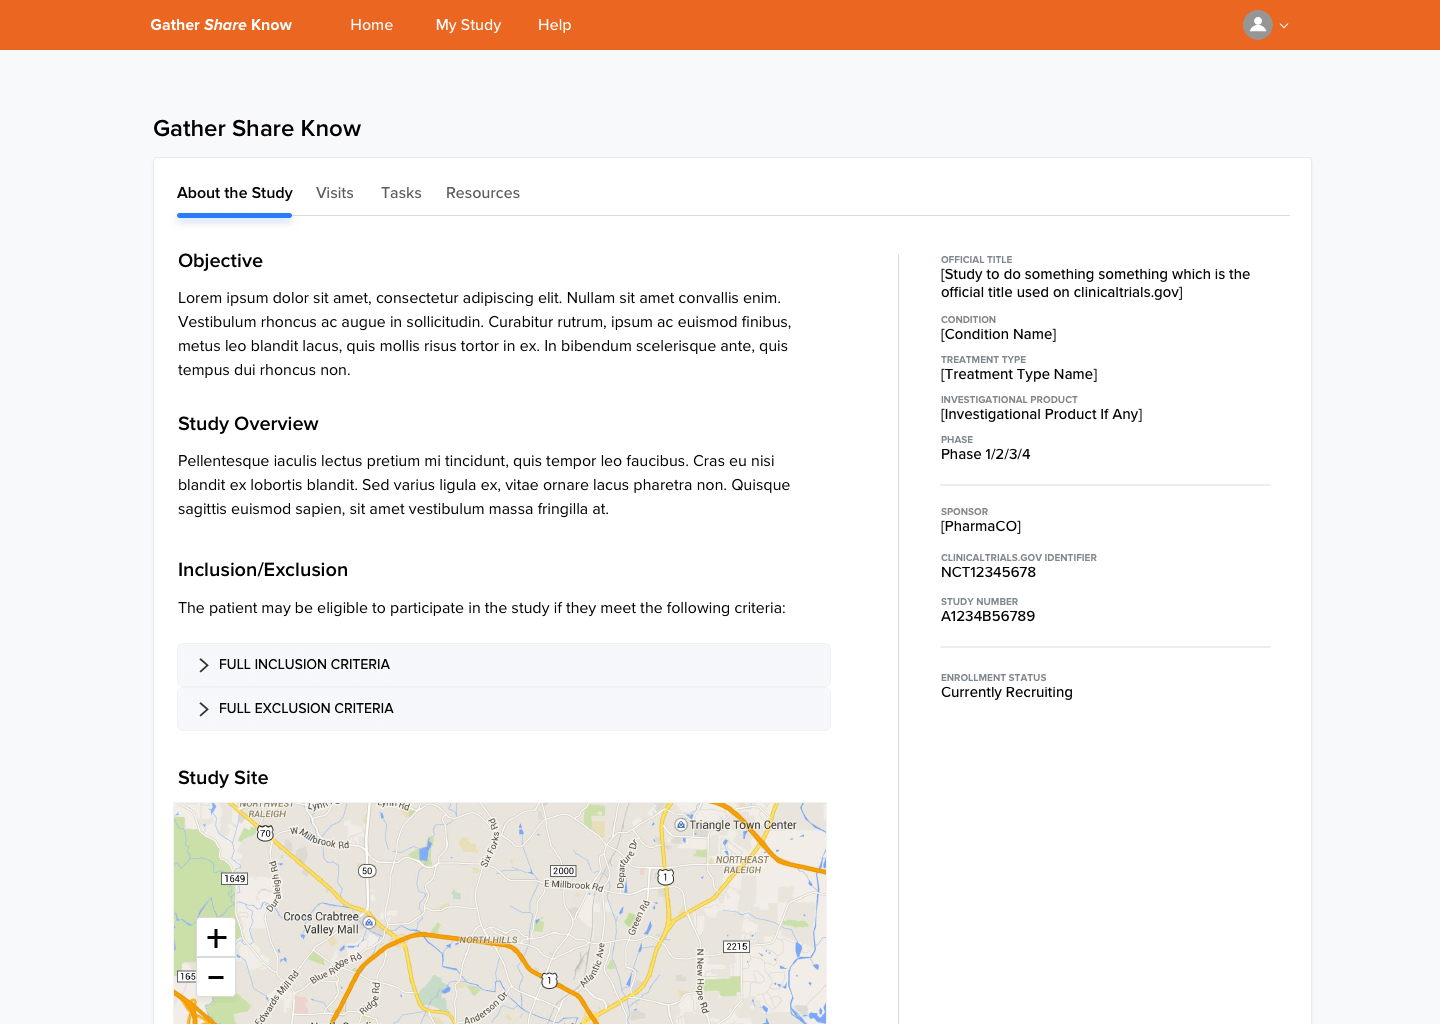 Gather Share Know
Home
My Study
Help
Gather Share Know
About the Study
Visits
Tasks
Resources
Objective
Lorem ipsum dolor sit amet, consectetur adipiscing elit. Nullam sit amet convallis enim.
Vestibulum rhoncus ac augue in sollicitudin. Curabitur rutrum, ipsum ac euismod finibus,
metus leo blandit lacus, quis mollis risus tortor in ex. In bibendum scelerisque ante, quis
tempus dui rhoncus non.
Study Overview
Pellentesque iaculis lectus pretium mi tincidunt, quis tempor leo faucibus. Cras eu nisi
blandit ex lobortis blandit. Sed varius ligula ex, vitae ornare lacus pharetra non. Quisque
sagittis euismod sapien, sit amet vestibulum massa fringilla at.
Inclusion/Exclusion
The patient may be eligible to participate in the study if they meet the following criteria:
FULL INCLUSION CRITERIA
FULL EXCLUSION CRITERIA
Study Site
NORTHWEST
RALEIGH
70
W Millbrook Rd
Six Forks Rd
Triangle Town Center
NORTHEAST
RALEIGH
1649
Duraleigh Rd
50
2000
E Millbrook Rd
Departure Dr
1
Crocs Crabtree
Valley Mall
Green Rd
+
−
NORTH HILLS
2215
Blue Ridge Rd
165
1
Atlantic Ave
N New Hope Rd
Edwards Mill Rd
Ridge Rd
Anderson Dr
OFFICIAL TITLE
[Study to do something something which is the
official title used on clinicaltrials.gov]
CONDITION
[Condition Name]
TREATMENT TYPE
[Treatment Type Name]
INVESTIGATIONAL PRODUCT
[Investigational Product If Any]
PHASE
Phase 1/2/3/4
SPONSOR
[PharmaCO]
CLINICALTRIALS.GOV IDENTIFIER
NCT12345678
STUDY NUMBER
A1234B56789
ENROLLMENT STATUS
Currently Recruiting